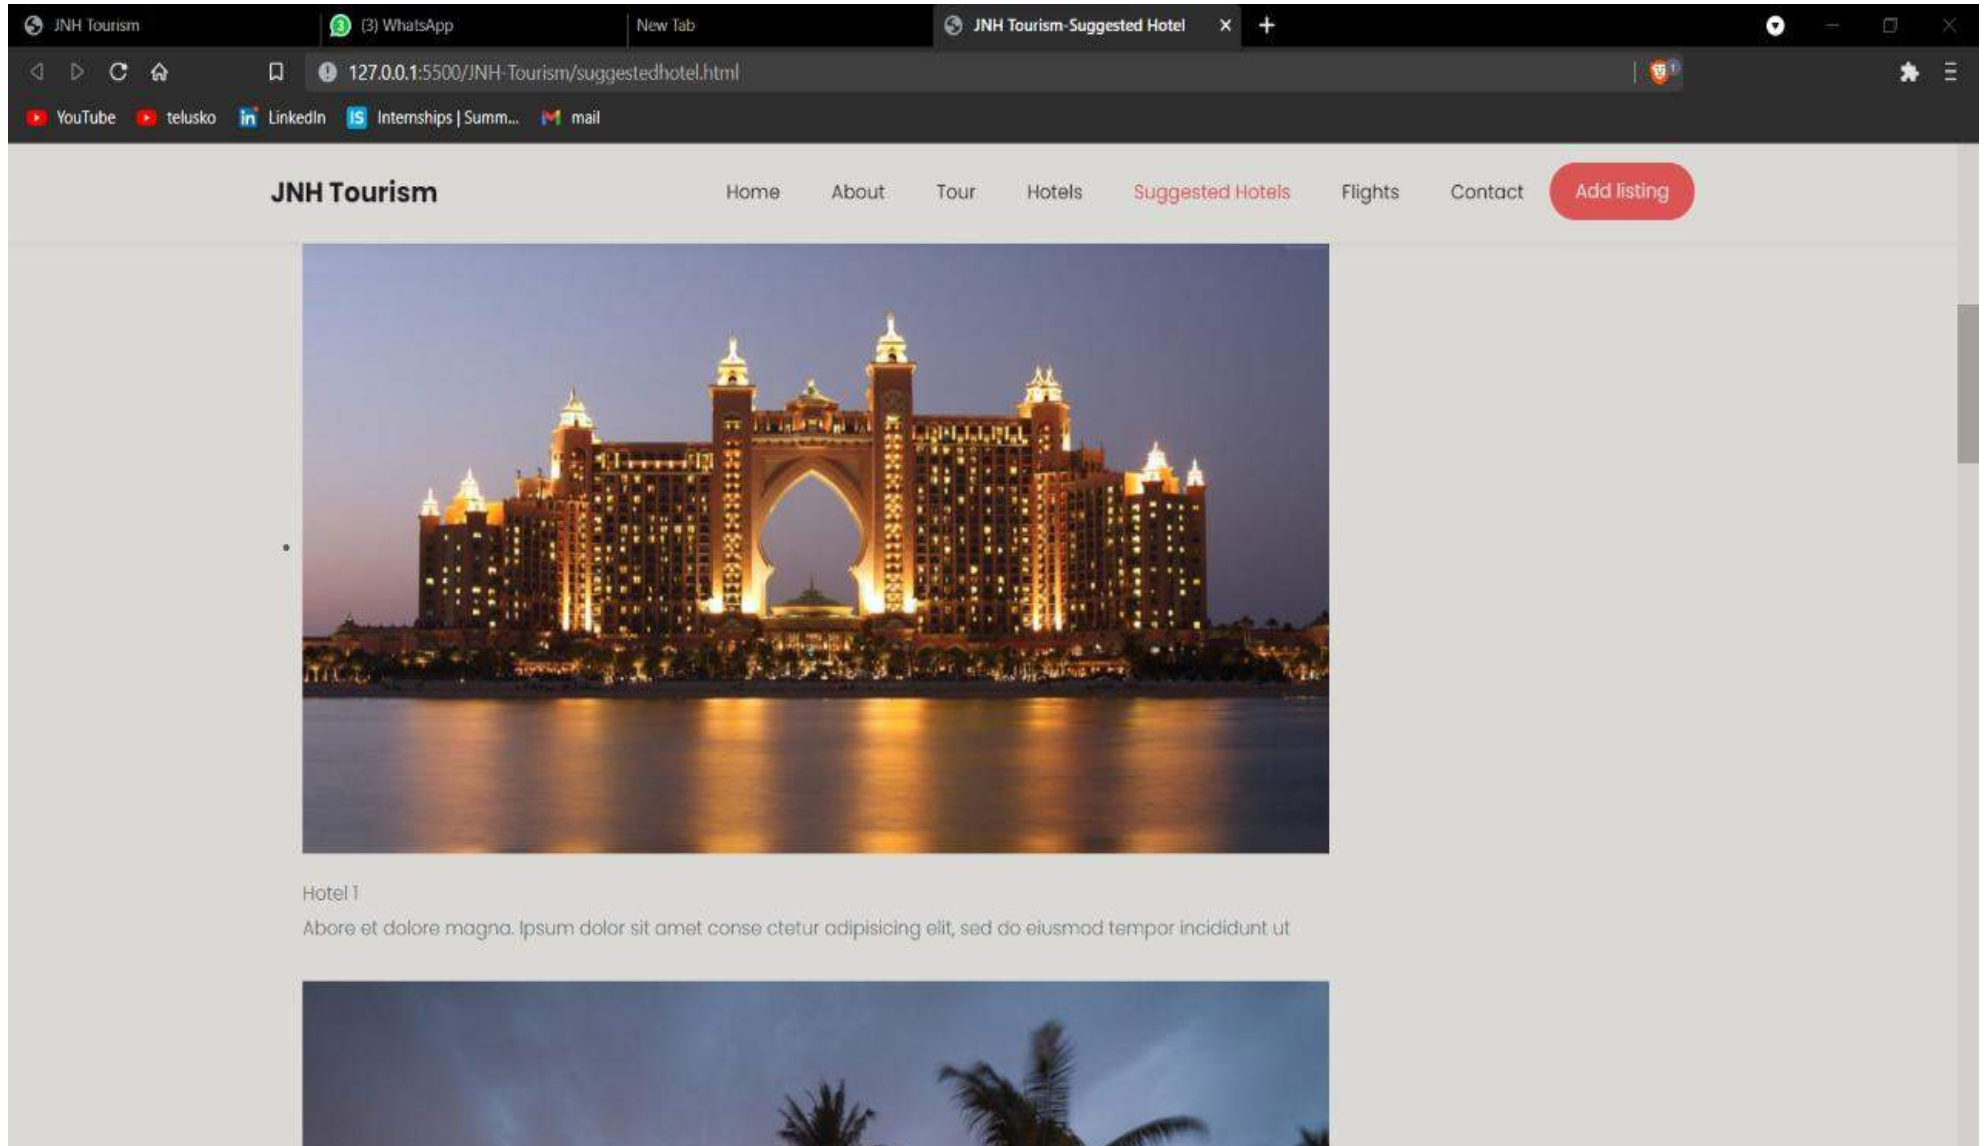 JNH Tourism (3) WhatsApp New Tab JNH Tourism-Suggested Hotel
127.0.0.1:5500/JNH-Tourism/suggestedhotel.html
YouTube telusko in LinkedIn IS Internships | Summ... mail
JNH Tourism Home About Tour Hotels Suggested Hotels Flights Contact Add listing
Hotel 1
Abore et dolore magna. Ipsum dolor sit amet conse ctetur adipisicing elit, sed do eiusmod tempor incididunt ut